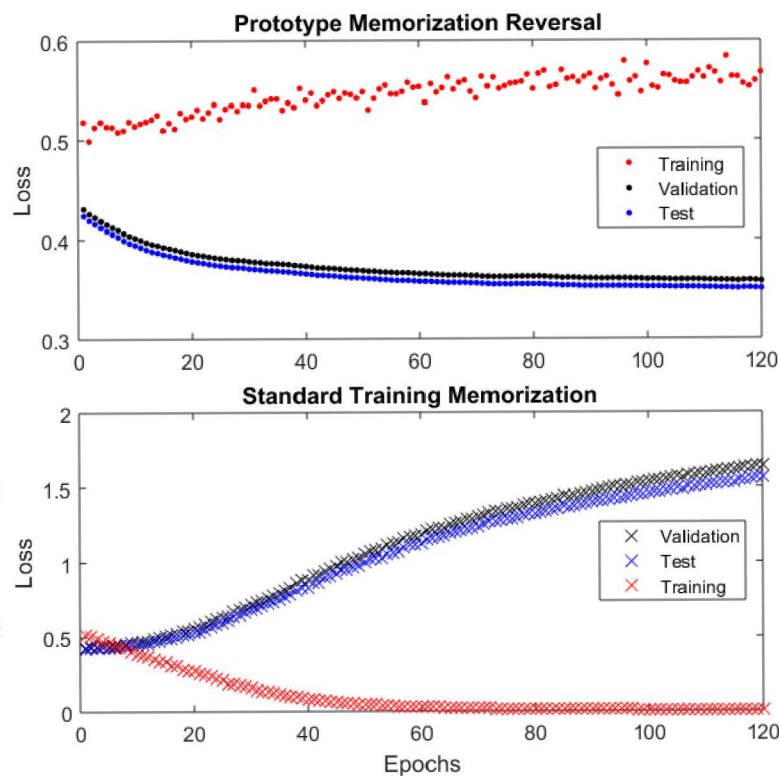 Prototype Memorization Reversal
0.6
0.5
0.4
0.3
Loss
Training
Validation
Test
0
20
40
60
80
100
120
Standard Training Memorization
2
1.5
1
0.5
0
Loss
Validation
Test
Training
0
20
40
60
80
100
120
Epochs